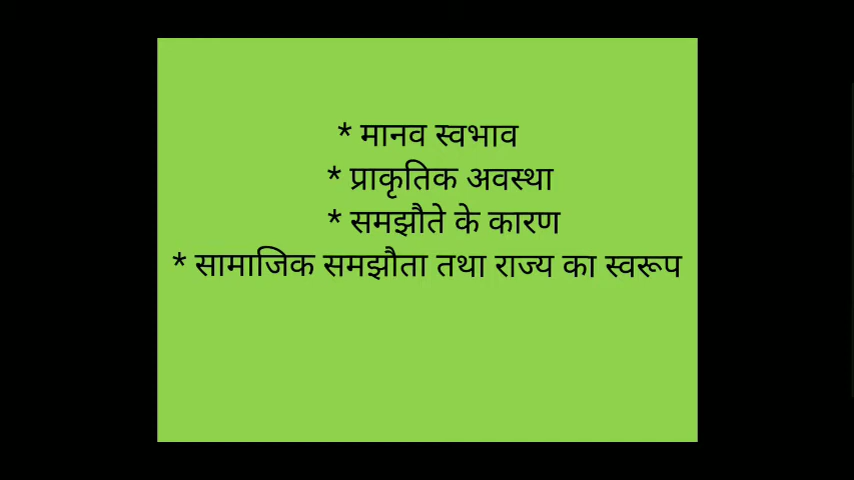 * मानव स्वभाव
* प्राकृतिक अवस्था
* समझौते के कारण
* सामाजिक समझौता तथा राज्य का स्वरूप